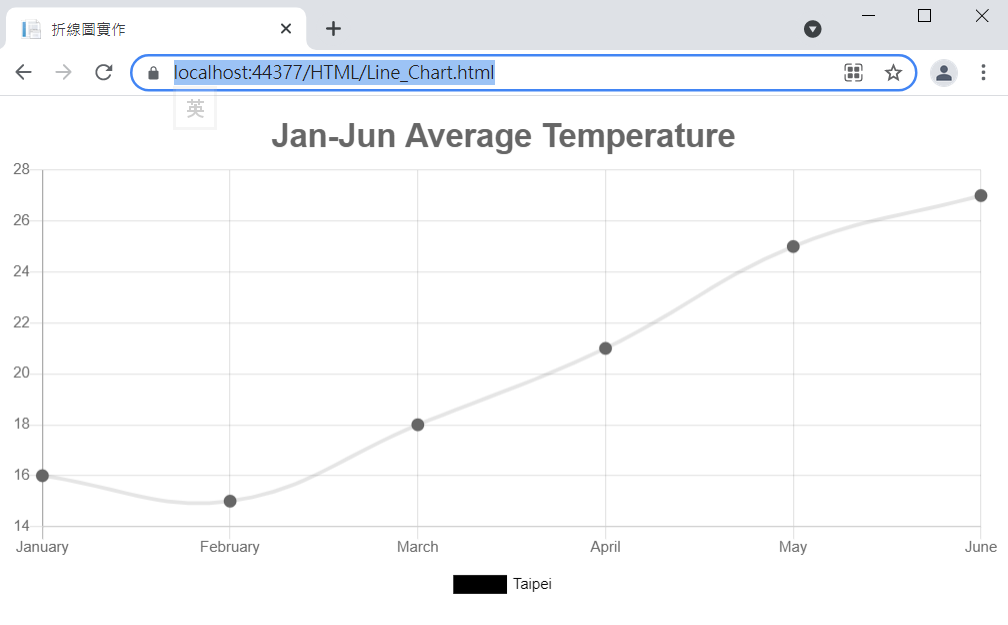 折線圖實作
localhost:44377/HTML/Line_Chart.html
英
Jan-Jun Average Temperature
28
26
24
22
20
18
16
14
January February March April May June
Taipei